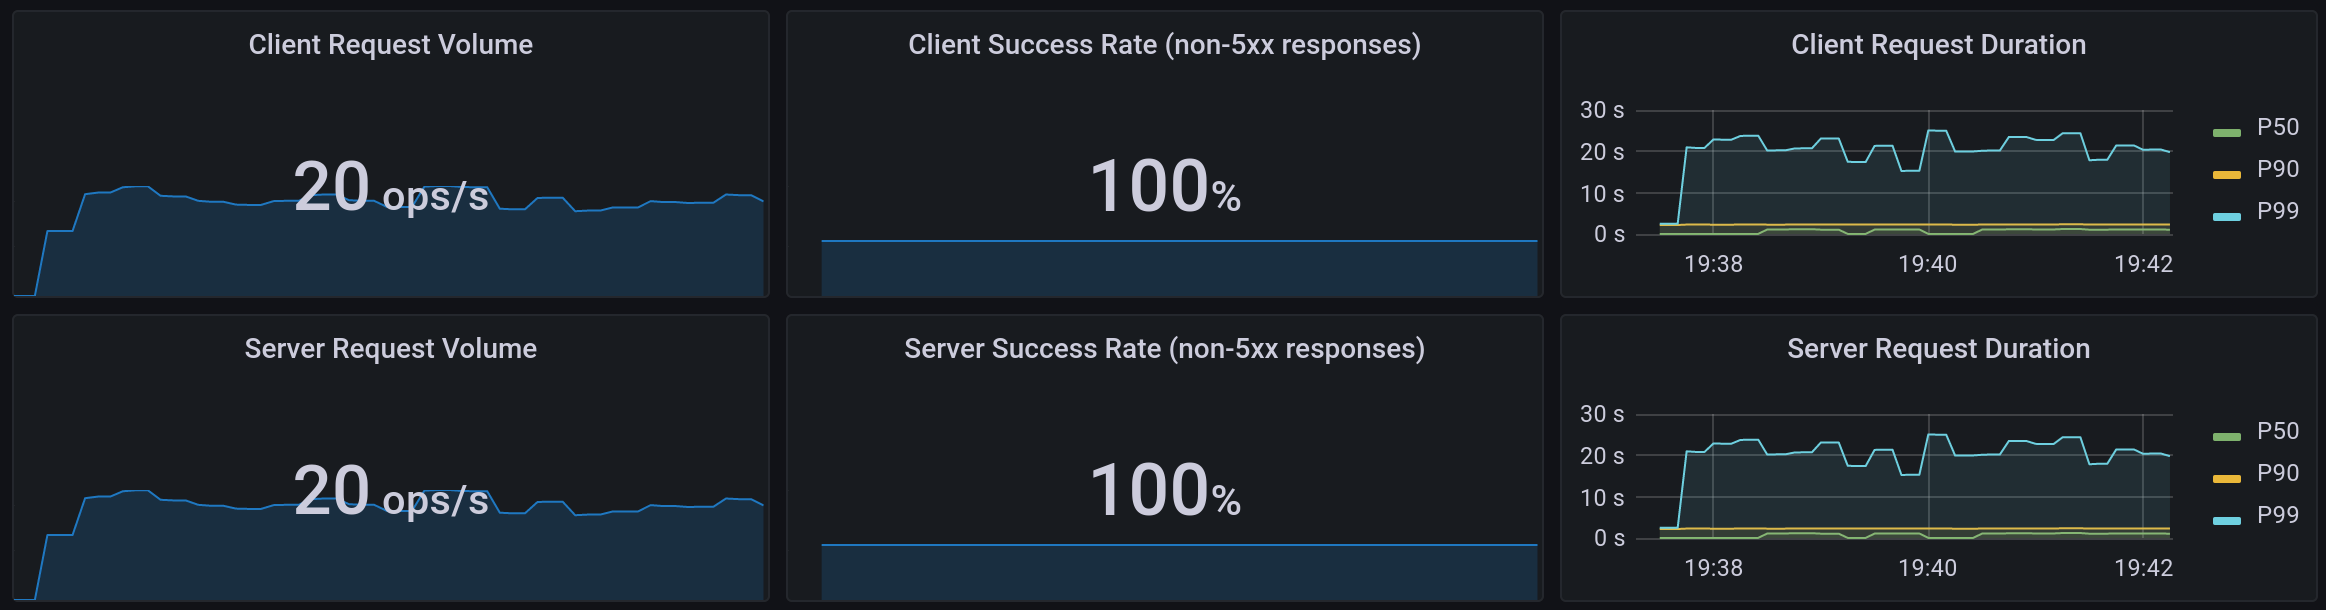 Client Request Volume
20 ops/s
Client Success Rate (non-5xx responses)
100%
Client Request Duration
30 s
20 s
10 s
0 s
19:38
19:40
19:42
P50
P90
P99
Server Request Volume
20 ops/s
Server Success Rate (non-5xx responses)
100%
Server Request Duration
30 s
20 s
10 s
0 s
19:38
19:40
19:42
P50
P90
P99